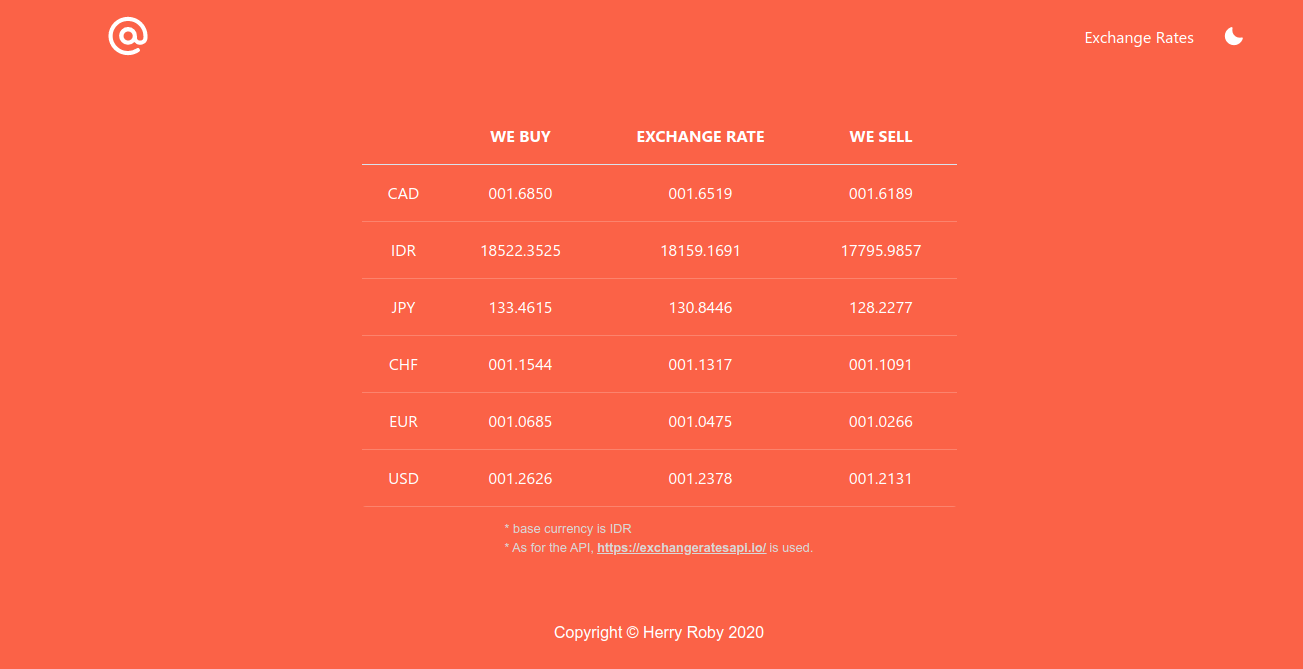 @ Exchange Rates
WE BUY EXCHANGE RATE WE SELL
CAD 001.6850 001.6519 001.6189
IDR 18522.3525 18159.1691 17795.9857
JPY 133.4615 130.8446 128.2277
CHF 001.1544 001.1317 001.1091
EUR 001.0685 001.0475 001.0266
USD 001.2626 001.2378 001.2131
* base currency is IDR
* As for the API, https://exchangeratesapi.io/ is used.
Copyright © Herry Roby 2020